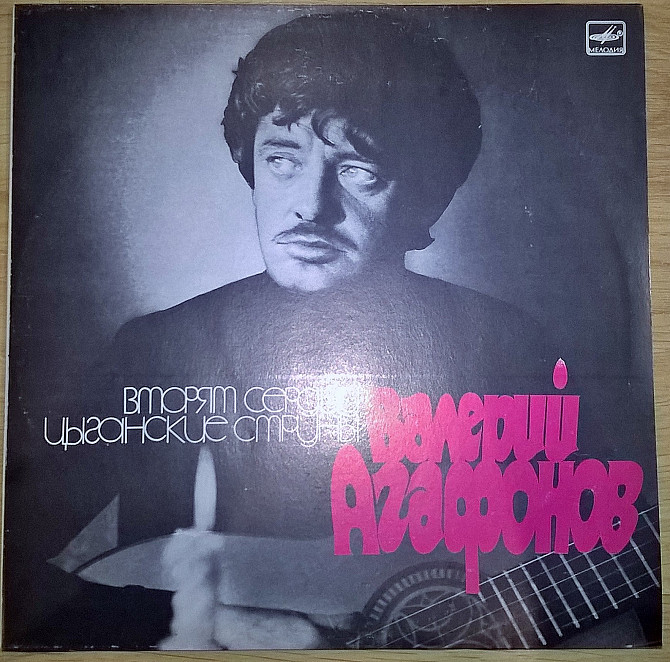 МЕЛОДИЯ
ВТОРЯТ СЕРДЦУ
ЦЫГАНСКИЕ СТРУНЫ
Валерий
Агафонов